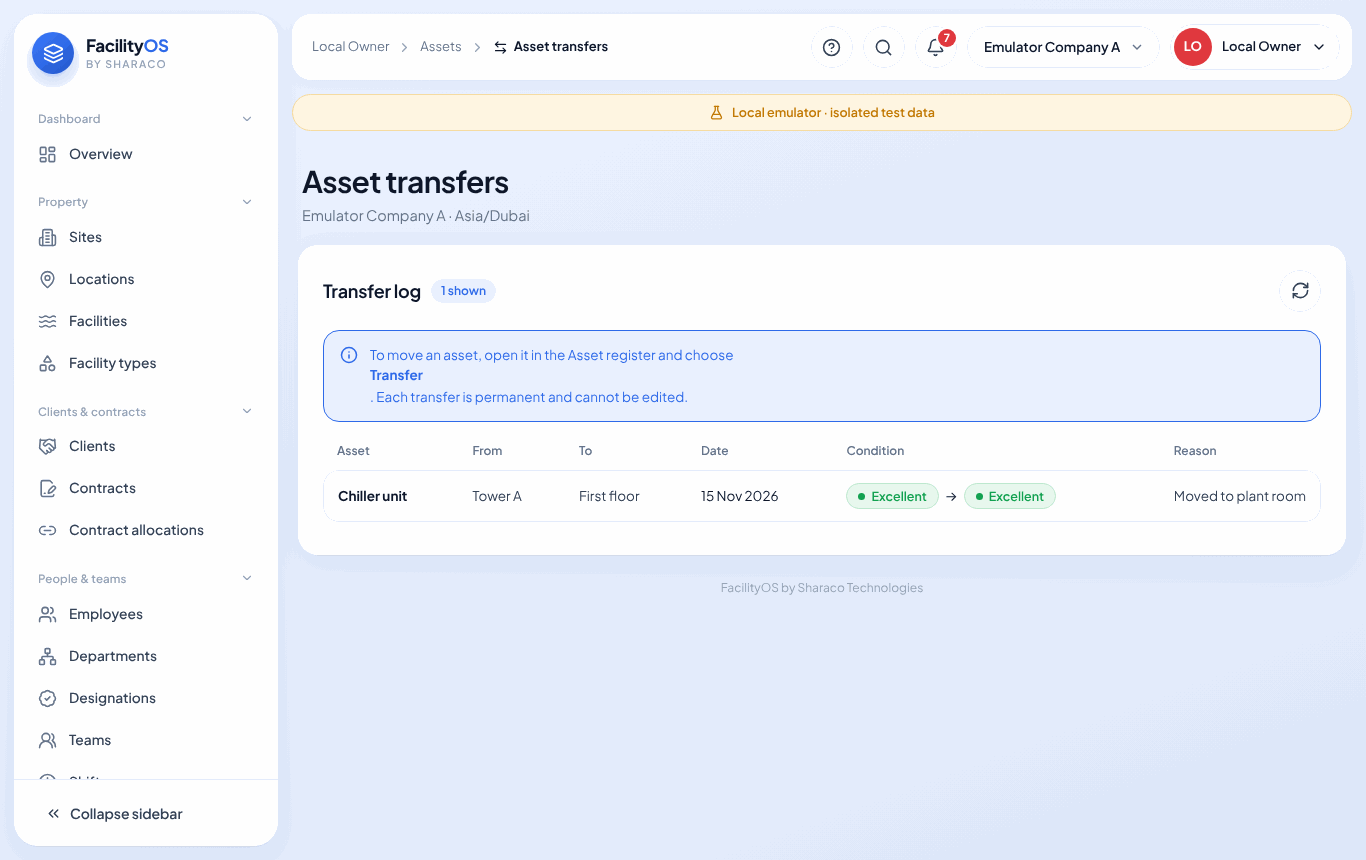 FacilityOS
BY SHARACO
Local Owner
Assets
Asset transfers
7
Emulator Company A
LO
Local Owner
Local emulator · isolated test data
Dashboard
Overview
Property
Sites
Locations
Facilities
Facility types
Clients & contracts
Clients
Contracts
Contract allocations
People & teams
Employees
Departments
Designations
Teams
Collapse sidebar
Asset transfers
Emulator Company A · Asia/Dubai
Transfer log
1 shown
To move an asset, open it in the Asset register and choose
Transfer
. Each transfer is permanent and cannot be edited.
Asset From To Date Condition Reason
Chiller unit Tower A First floor 15 Nov 2026 Excellent → Excellent Moved to plant room
FacilityOS by Sharaco Technologies